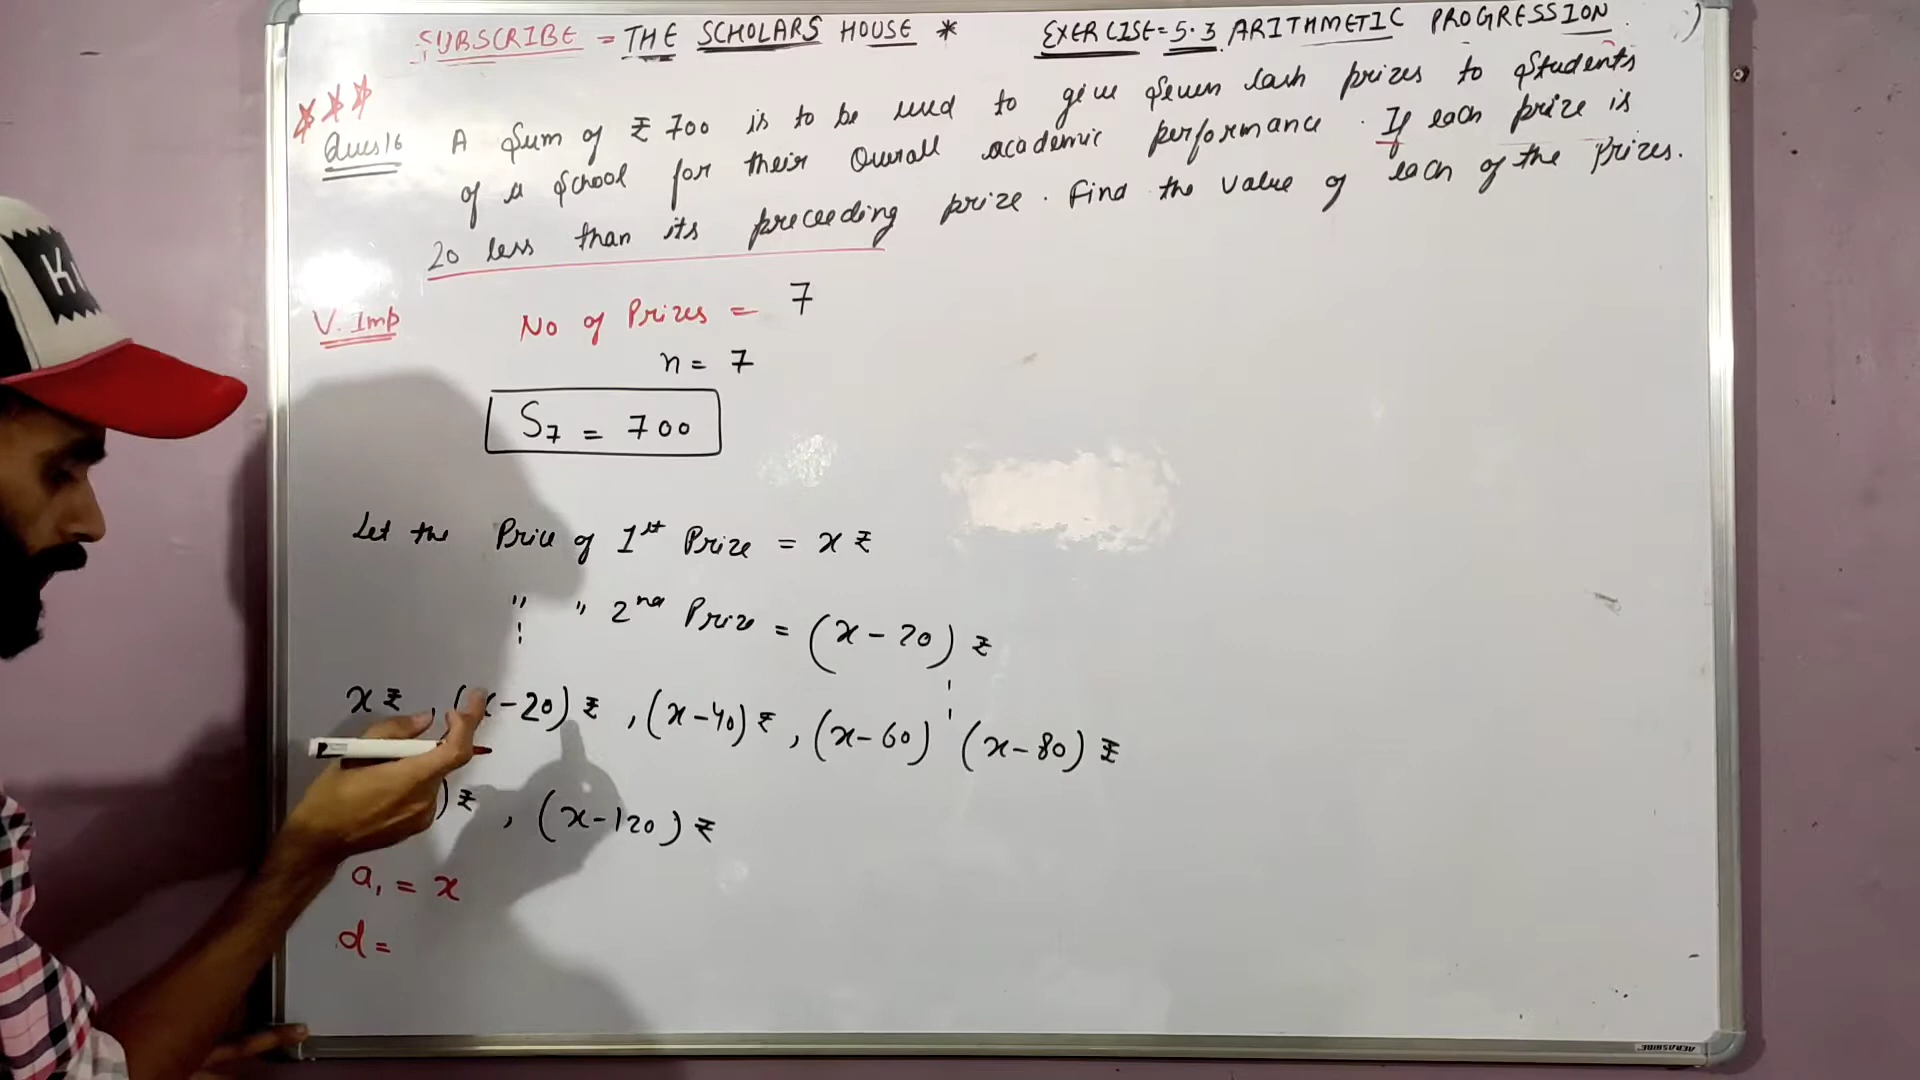 SUBSCRIBE = THE SCHOLARS HOUSE * EXERCISE = 5.3 ARITHMETIC PROGRESSION
Ques 16 A Sum of ₹ 700 is to be used to give seven cash prizes to students
of a school for their overall academic performance. If each prize is
20 less than its preceeding prize. Find the value of each of the prizes.
V. Imp No of Prizes = 7
n = 7
S₇ = 700
Let the Price of 1st Prize = x ₹
" " 2nd Prize = (x - 20) ₹
x ₹, (x-20) ₹, (x-40) ₹, (x-60) (x-80) ₹
) ₹, (x-120) ₹
a₁ = x
d =